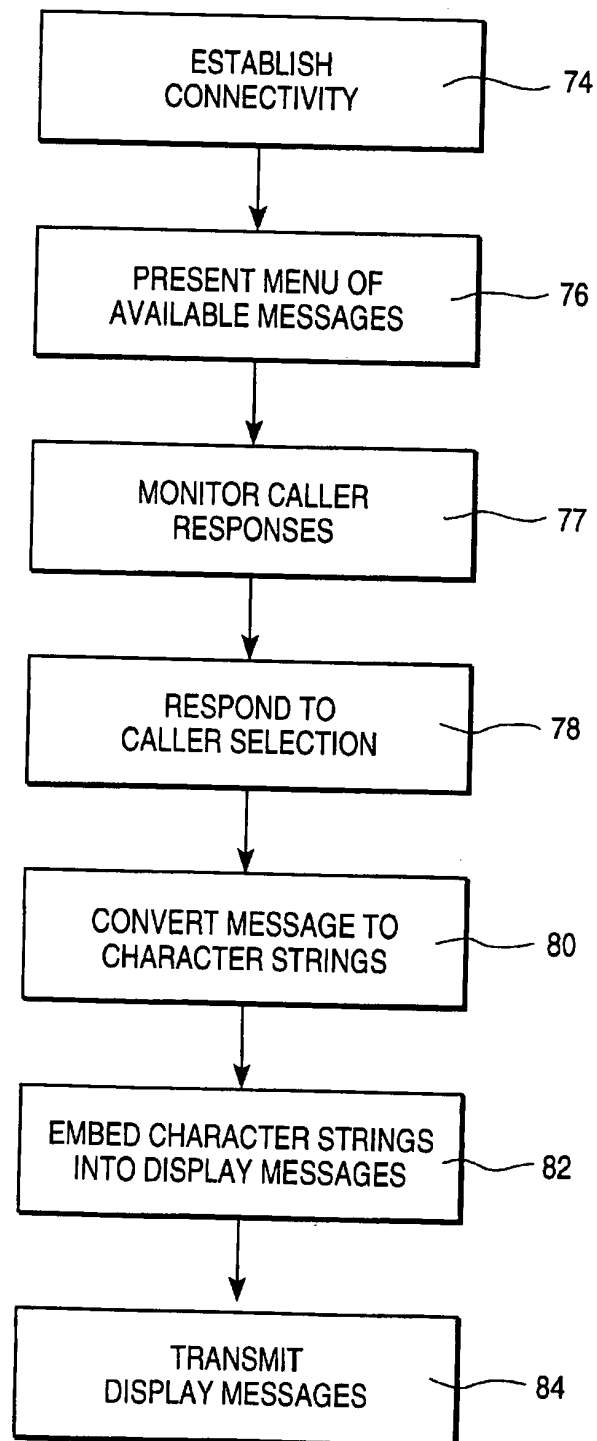 ESTABLISH
CONNECTIVITY
74
PRESENT MENU OF
AVAILABLE MESSAGES
76
MONITOR CALLER
RESPONSES
77
RESPOND TO
CALLER SELECTION
78
CONVERT MESSAGE TO
CHARACTER STRINGS
80
EMBED CHARACTER STRINGS
INTO DISPLAY MESSAGES
82
TRANSMIT
DISPLAY MESSAGES
84